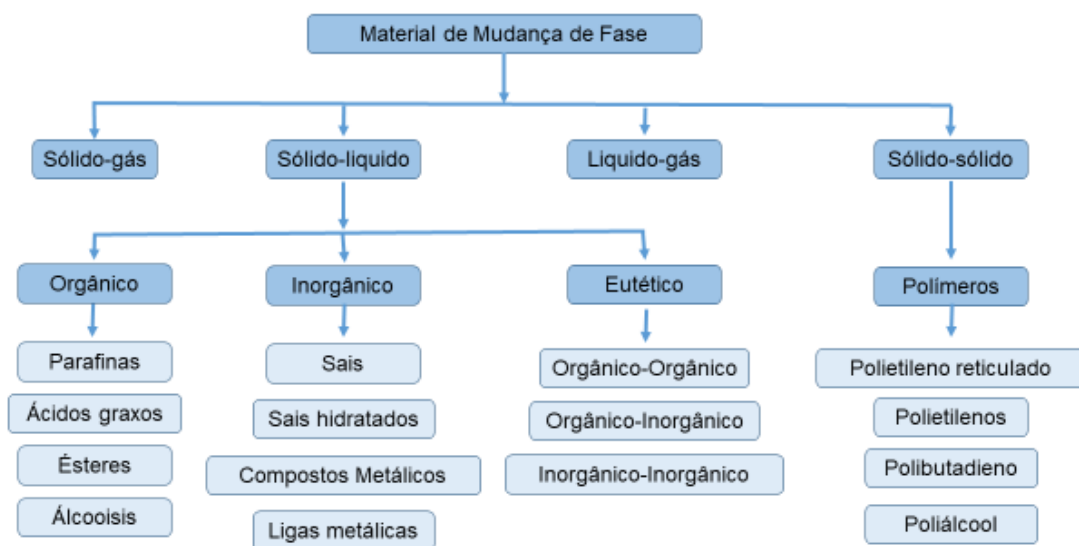 Material de Mudança de Fase
Sólido-gás
Sólido-liquido
Liquido-gás
Sólido-sólido
Orgânico
Inorgânico
Eutético
Polímeros
Parafinas
Ácidos graxos
Ésteres
Álcooisis
Sais
Sais hidratados
Compostos Metálicos
Ligas metálicas
Orgânico-Orgânico
Orgânico-Inorgânico
Inorgânico-Inorgânico
Polietileno reticulado
Polietilenos
Polibutadieno
Poliálcool